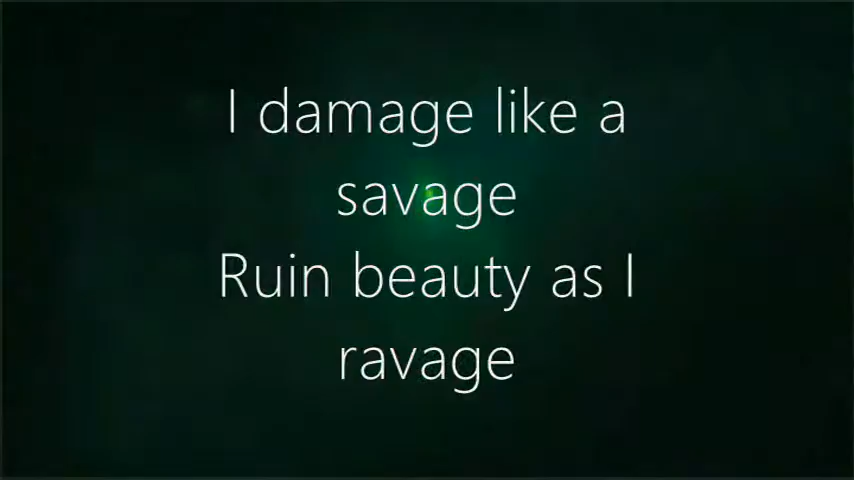 I damage like a
savage
Ruin beauty as I
ravage